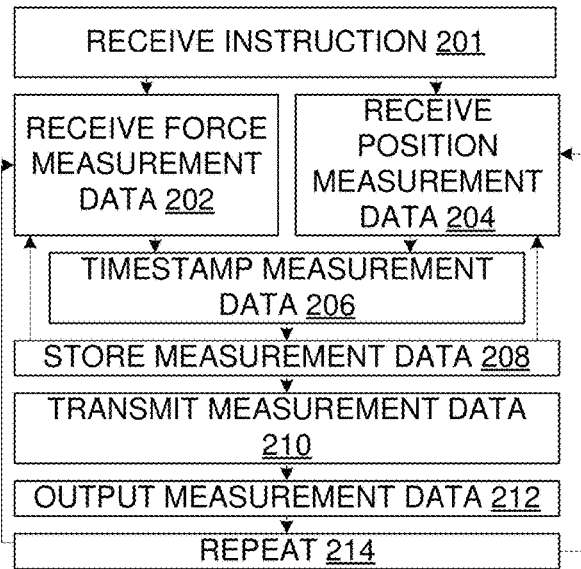 RECEIVE INSTRUCTION 201
RECEIVE FORCE
MEASUREMENT
DATA 202
RECEIVE
POSITION
MEASUREMENT
DATA 204
TIMESTAMP MEASUREMENT
DATA 206
STORE MEASUREMENT DATA 208
TRANSMIT MEASUREMENT DATA
210
OUTPUT MEASUREMENT DATA 212
REPEAT 214